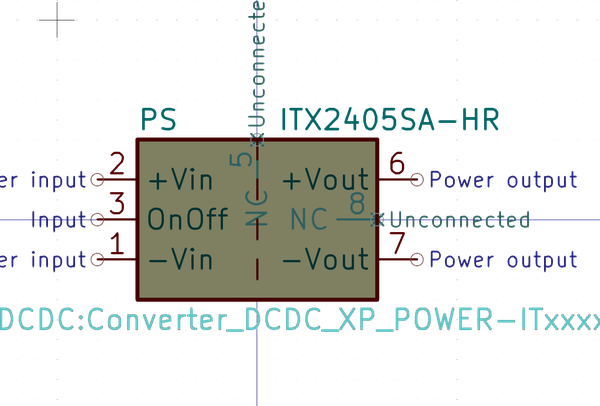 Unconnecte
PS
ITX2405SA-HR
5
2
6
er input
+Vin
+Vout
Power output
3
8
Input
OnOff
NC
NC
Unconnected
1
7
er input
-Vin
-Vout
Power output
DCDC:Converter_DCDC_XP_POWER-ITxxxx